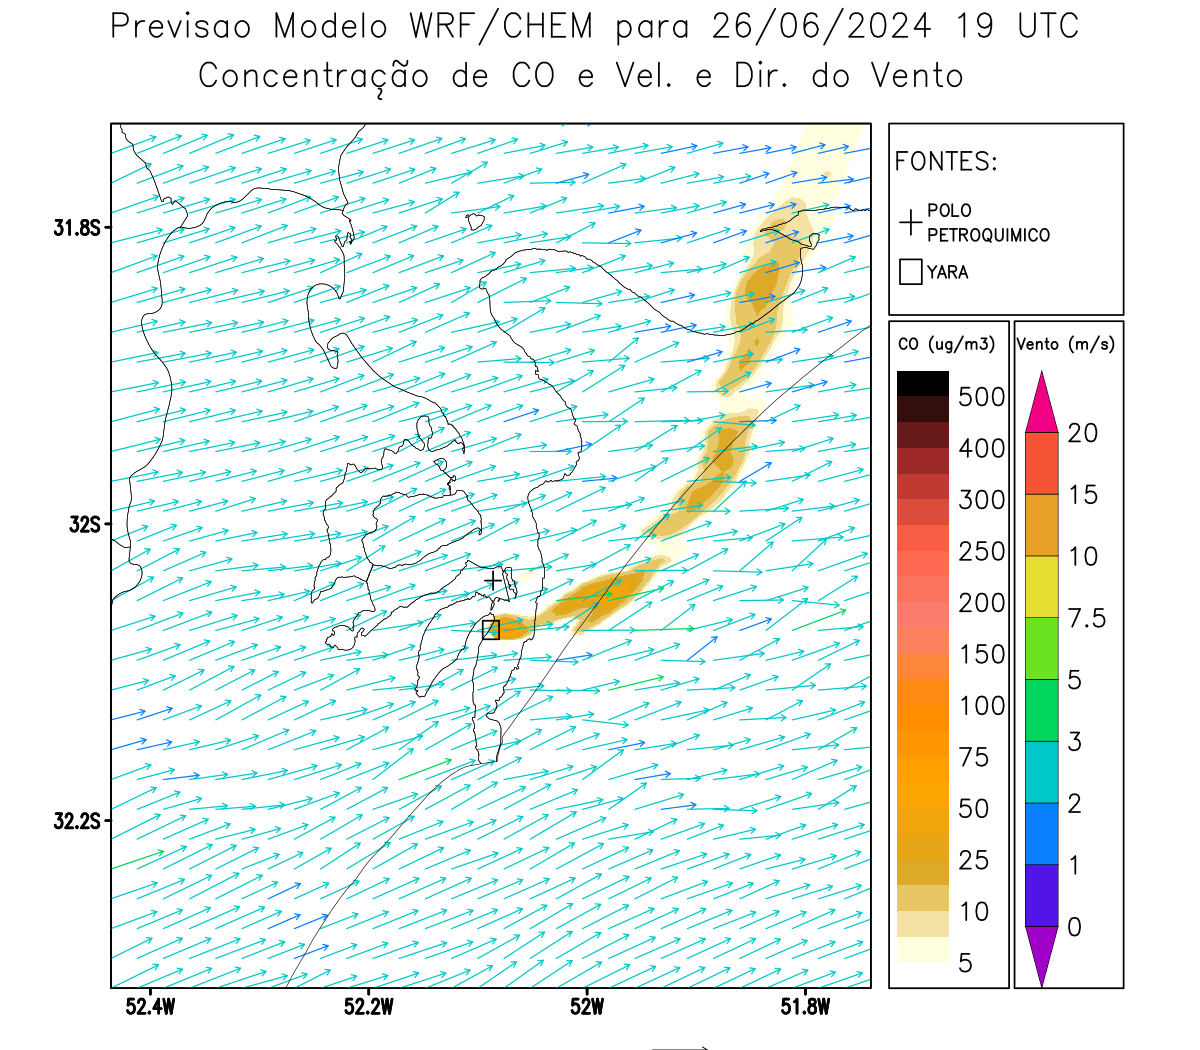 Previsao Modelo WRF/CHEM para 26/06/2024 19 UTC
Concentração de CO e Vel. e Dir. do Vento
FONTES:
POLO
PETROQUIMICO
YARA
CO (ug/m3)
500
400
300
250
200
150
100
75
50
25
10
5
Vento (m/s)
20
15
10
7.5
5
3
2
1
0
31.8S
32S
32.2S
52.4W
52.2W
52W
51.8W